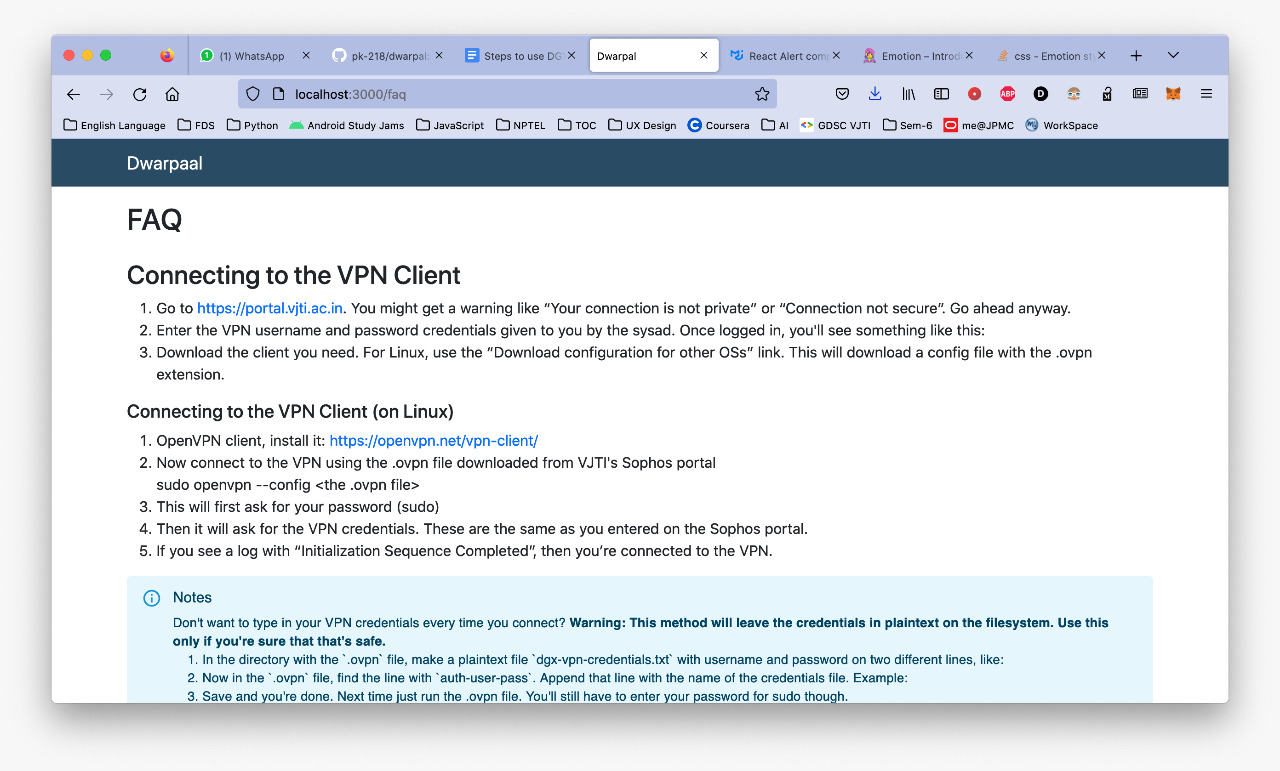 (1) WhatsApp
pk-218/dwarpal:
Steps to use DG
Dwarpal
React Alert com
Emotion – Introd
css - Emotion st
localhost:3000/faq
ABP
D
English Language
FDS
Python
Android Study Jams
JavaScript
NPTEL
TOC
UX Design
Coursera
AI
GDSC VJTI
Sem-6
me@JPMC
WorkSpace
Dwarpaal
FAQ
Connecting to the VPN Client
1. Go to https://portal.vjti.ac.in. You might get a warning like “Your connection is not private” or “Connection not secure”. Go ahead anyway.
2. Enter the VPN username and password credentials given to you by the sysad. Once logged in, you'll see something like this:
3. Download the client you need. For Linux, use the “Download configuration for other OSs” link. This will download a config file with the .ovpn
extension.
Connecting to the VPN Client (on Linux)
1. OpenVPN client, install it: https://openvpn.net/vpn-client/
2. Now connect to the VPN using the .ovpn file downloaded from VJTI's Sophos portal
sudo openvpn --config <the .ovpn file>
3. This will first ask for your password (sudo)
4. Then it will ask for the VPN credentials. These are the same as you entered on the Sophos portal.
5. If you see a log with “Initialization Sequence Completed”, then you’re connected to the VPN.
Notes
Don't want to type in your VPN credentials every time you connect? Warning: This method will leave the credentials in plaintext on the filesystem. Use this
only if you're sure that that's safe.
1. In the directory with the `.ovpn` file, make a plaintext file `dgx-vpn-credentials.txt` with username and password on two different lines, like:
2. Now in the `.ovpn` file, find the line with `auth-user-pass`. Append that line with the name of the credentials file. Example:
3. Save and you're done. Next time just run the .ovpn file. You'll still have to enter your password for sudo though.